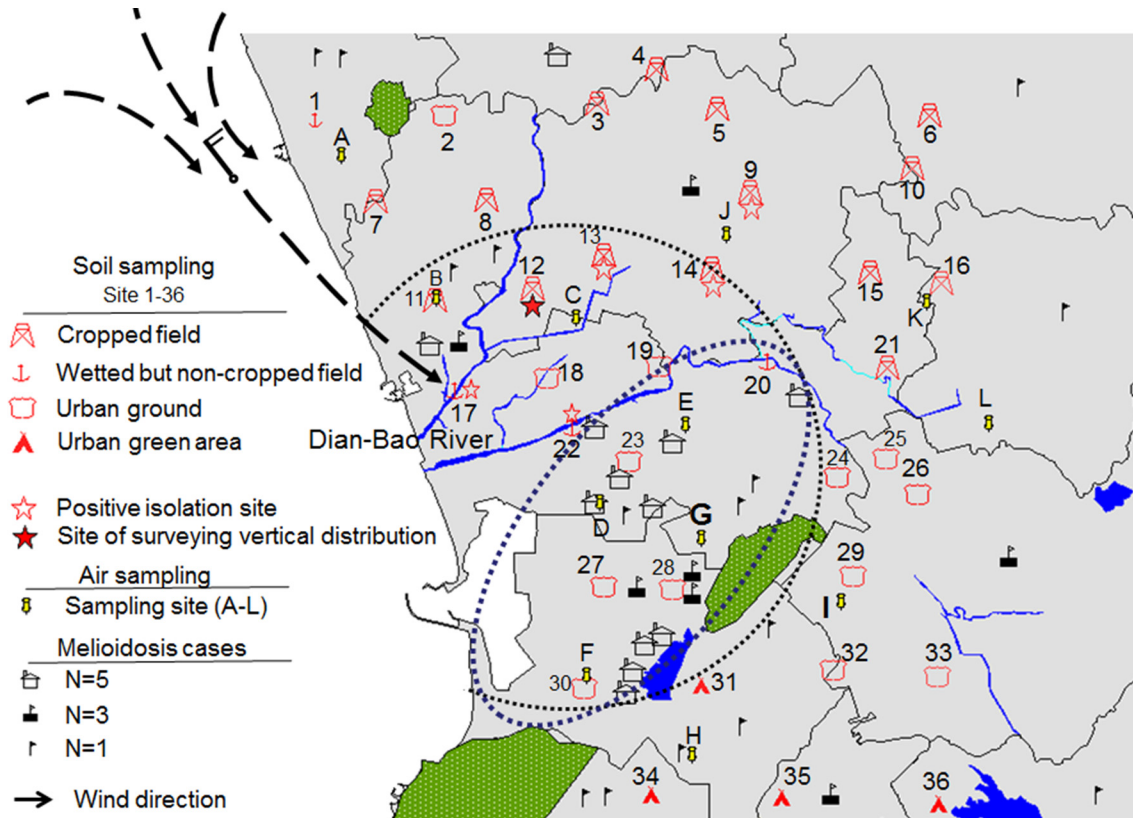 4
3
5
6
1
2
A
10
9
7
8
J
13
14
16
B
12
C
15
K
11
19
21
18
20
17
L
E
Dian-Bao River
22
23
25
24
26
D
G
27
28
29
I
F
30
31
32
33
H
34
35
36
Soil sampling
Site 1-36
Cropped field
Wetted but non-cropped field
Urban ground
Urban green area
Positive isolation site
Site of surveying vertical distribution
Air sampling
Sampling site (A-L)
Melioidosis cases
N=5
N=3
N=1
Wind direction